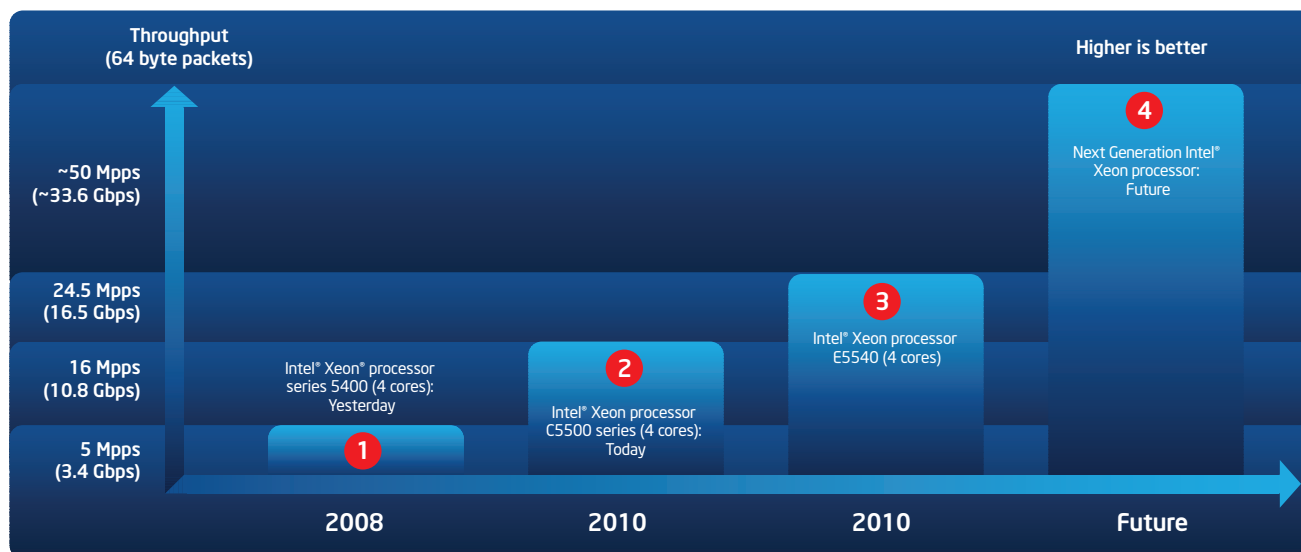 Throughput
(64 byte packets)
Higher is better
~50 Mpps
(~33.6 Gbps)
24.5 Mpps
(16.5 Gbps)
16 Mpps
(10.8 Gbps)
5 Mpps
(3.4 Gbps)
Intel® Xeon® processor
series 5400 (4 cores):
Yesterday
1
2
Intel® Xeon processor
C5500 series (4 cores):
Today
3
Intel® Xeon processor
E5540 (4 cores)
4
Next Generation Intel®
Xeon processor:
Future
2008
2010
2010
Future